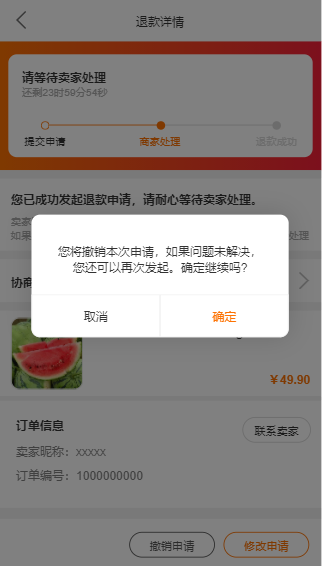 退款详情
请等待卖家处理
还剩23时59分54秒
提交申请
商家处理
退款成功
您已成功发起退款申请，请耐心等待卖家处理。
卖家
如果
处理
您将撤销本次申请，如果问题未解决，
您还可以再次发起。确定继续吗？
协商
取消
确定
¥49.90
订单信息
联系卖家
卖家昵称：xxxxx
订单编号：1000000000
撤销申请
修改申请